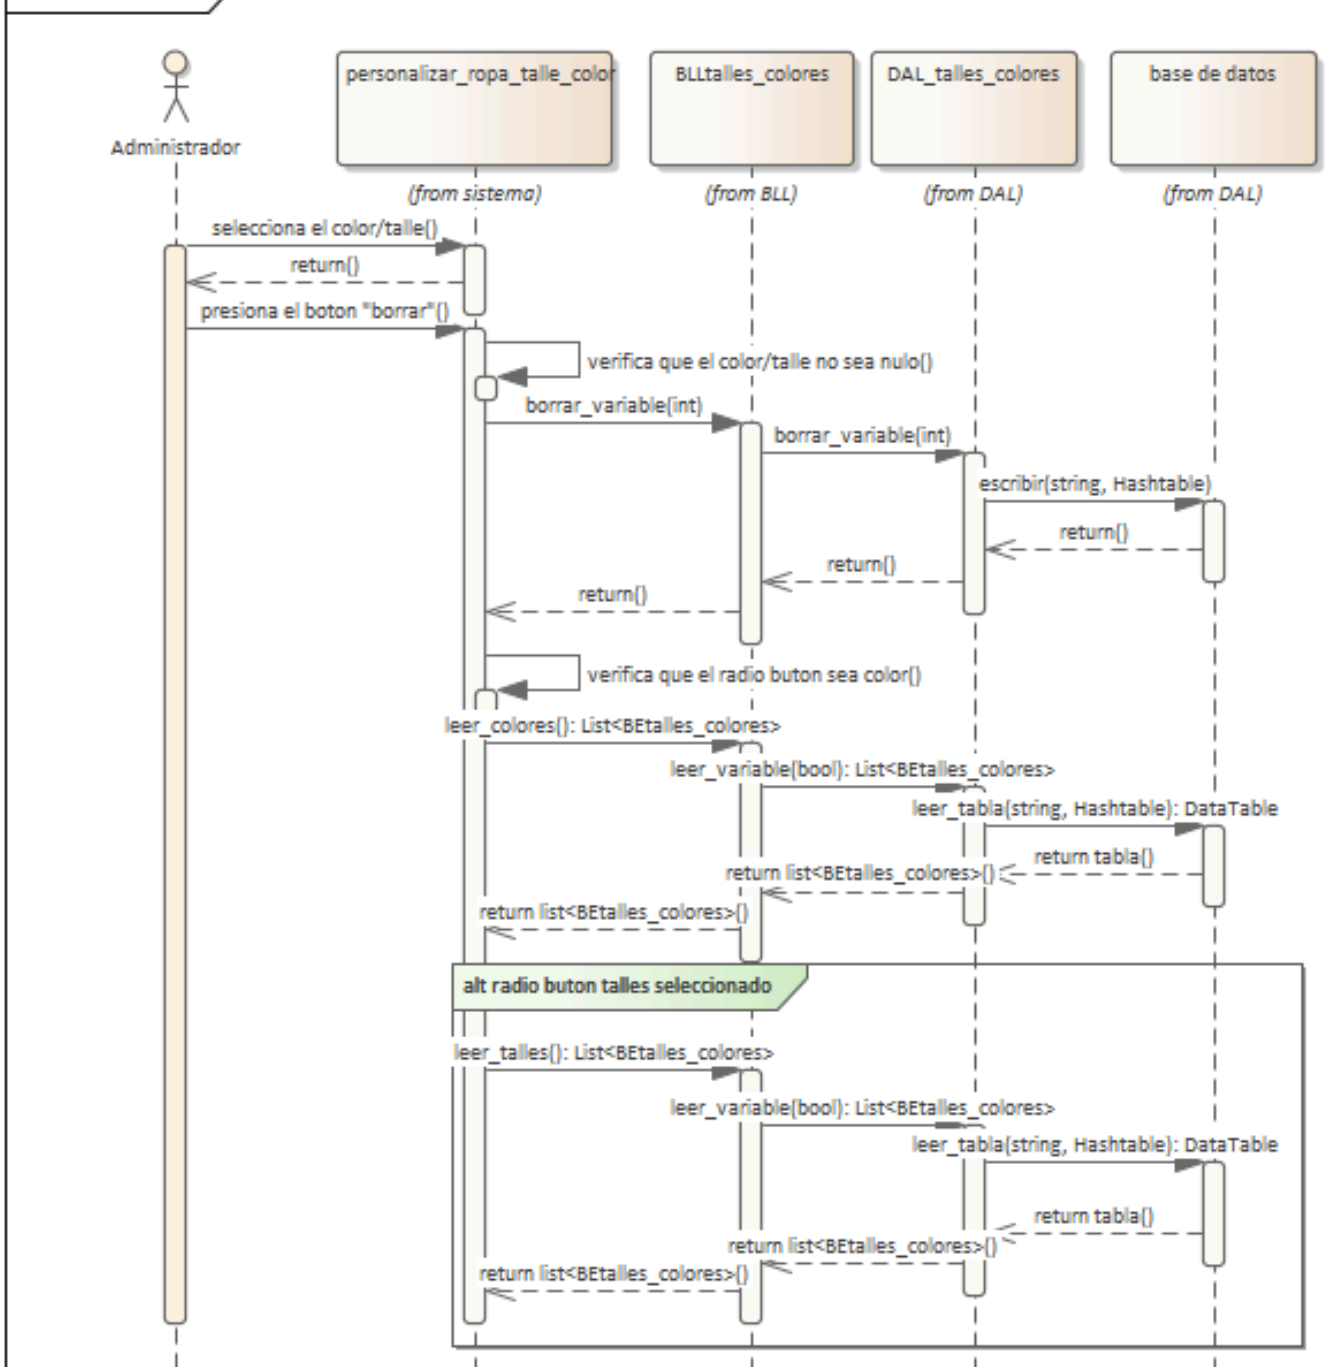 Administrador
personalizar_ropa_talle_color
BLLtalles_colores
DAL_talles_colores
base de datos
(from sistema)
(from BLL)
(from DAL)
(from DAL)
selecciona el color/talle()
return()
presiona el boton "borrar"()
verifica que el color/talle no sea nulo()
borrar_variable(int)
borrar_variable(int)
escribir(string, Hashtable)
return()
return()
return()
verifica que el radio buton sea color()
leer_colores(): List<BEtalles_colores>
leer_variable(bool): List<BEtalles_colores>
leer_tabla(string, Hashtable): DataTable
return tabla()
return list<BEtalles_colores>()
return list<BEtalles_colores>()
alt radio buton talles seleccionado
leer_talles(): List<BEtalles_colores>
leer_variable(bool): List<BEtalles_colores>
leer_tabla(string, Hashtable): DataTable
return tabla()
return list<BEtalles_colores>()
return list<BEtalles_colores>()